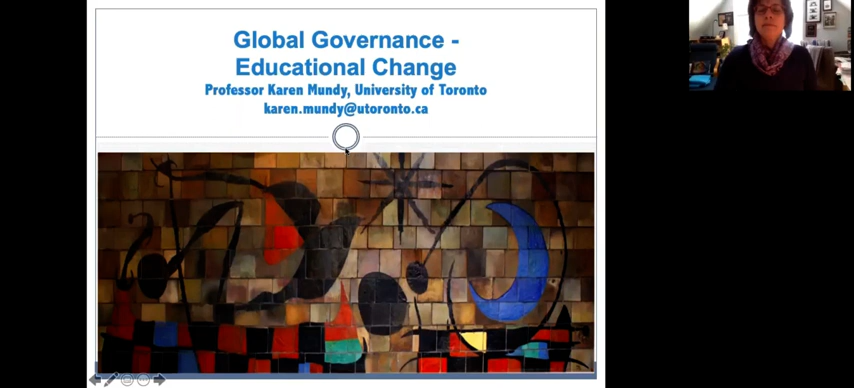 Global Governance -
Educational Change
Professor Karen Mundy, University of Toronto
karen.mundy@utoronto.ca